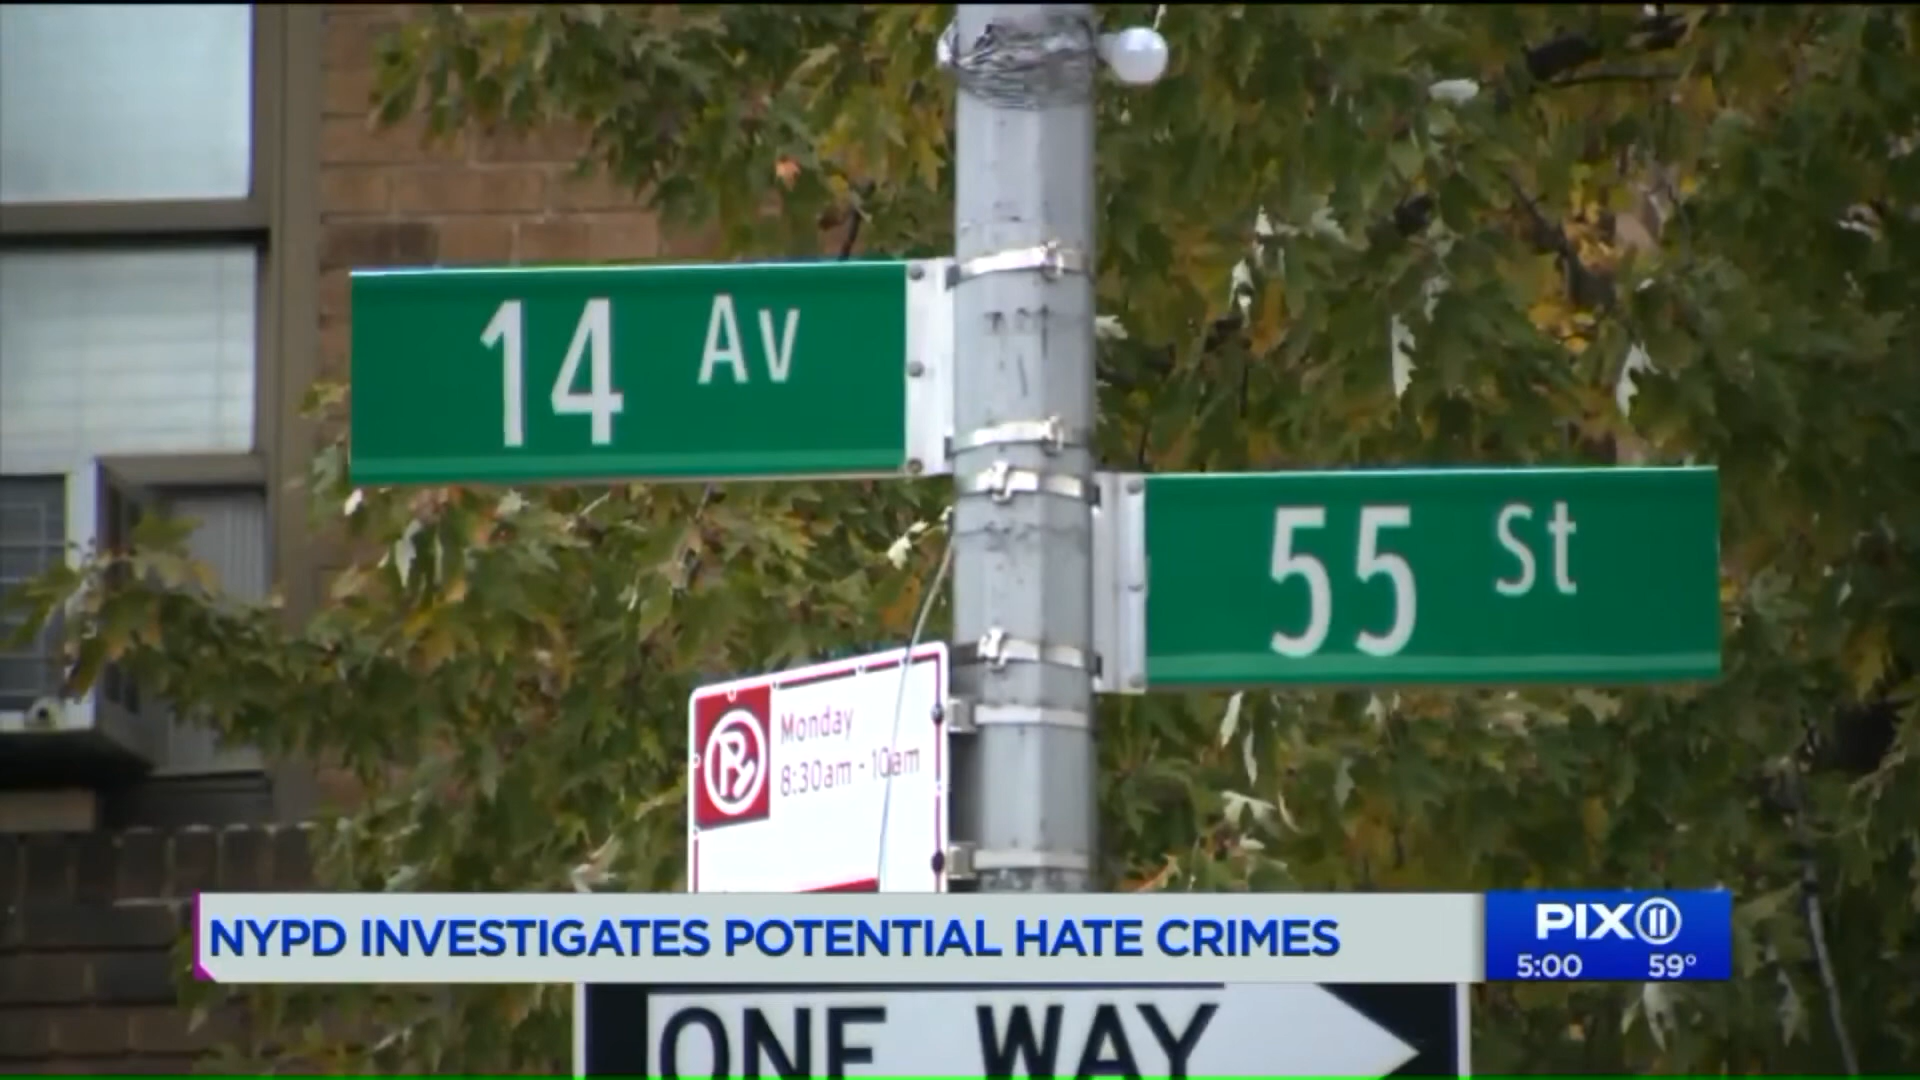 14 Av
55 St
Monday
8:30am - 10am
NYPD INVESTIGATES POTENTIAL HATE CRIMES
PIX11
5:00 59°
ONE WAY